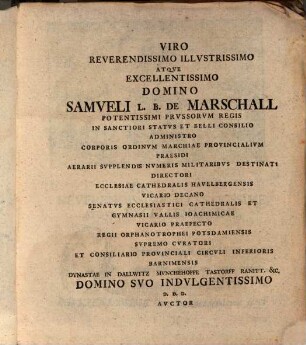 VIRO
REVERENDISSIMO ILLVSTRISSIMO
ATQVE
EXCELLENTISSIMO
DOMINO
SAMVELI L. B. DE MARSCHALL
POTENTISSIMI PRVSSORVM REGIS
IN SANCTIORI STATVS ET BELLI CONSILIO
ADMINISTRO
CORPORIS ORDINVM MARCHIAE PROVINCIALIVM
PRAESIDI
AERARII SVPPLENDIS NVMERIS MILITARIBVS DESTINATI
DIRECTORI
ECCLESIAE CATHEDRALIS HAVELBERGENSIS
VICARIO DECANO
SENATVS ECCLESIASTICI CATHEDRALIS ET
GYMNASII VALLIS IOACHIMICAE
VICARIO PRAEFECTO
REGII ORPHANOTROPHEI POTSDAMIENSIS
SVPREMO CVRATORI
ET CONSILIARIO PROVINCIALI CIRCVLI INFERIORIS
BARNIMENSIS
DYNASTAE IN DALLWITZ MVNCHEHOFFE TASTORFF RANFT. &C.
DOMINO SVO INDVLGENTISSIMO
D. D. D.
AVCTOR